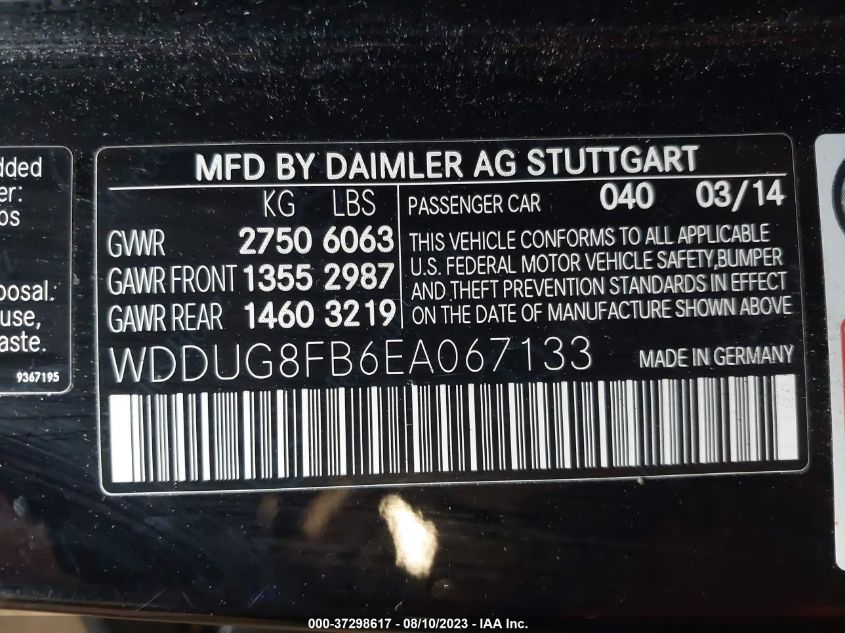 dded
er:
os
posal.
use,
aste.
9367195
MFD BY DAIMLER AG STUTTGART
KG LBS
GVWR 2750 6063
GAWR FRONT 1355 2987
GAWR REAR 1460 3219
PASSENGER CAR 040 03/14
THIS VEHICLE CONFORMS TO ALL APPLICABLE
U.S. FEDERAL MOTOR VEHICLE SAFETY,BUMPER
AND THEFT PREVENTION STANDARDS IN EFFECT
ON THE DATE OF MANUFACTURE SHOWN ABOVE
WDDUG8FB6EA067133 MADE IN GERMANY
000-37298617 - 08/10/2023 - IAA Inc.